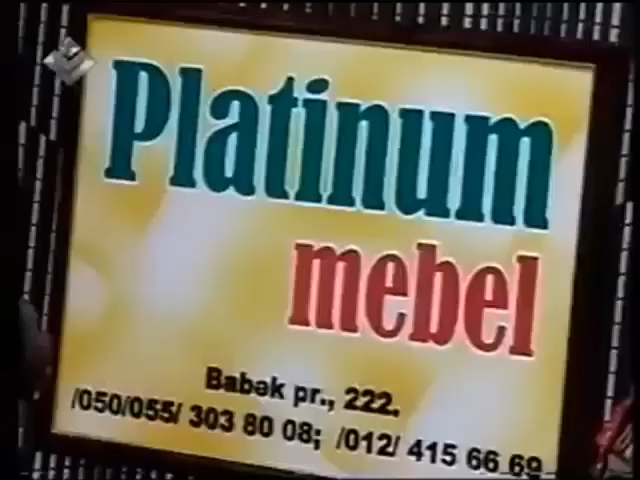 Platinum
mebel
Babək pr., 222.
/050/055/ 303 80 08; /012/ 415 66 69